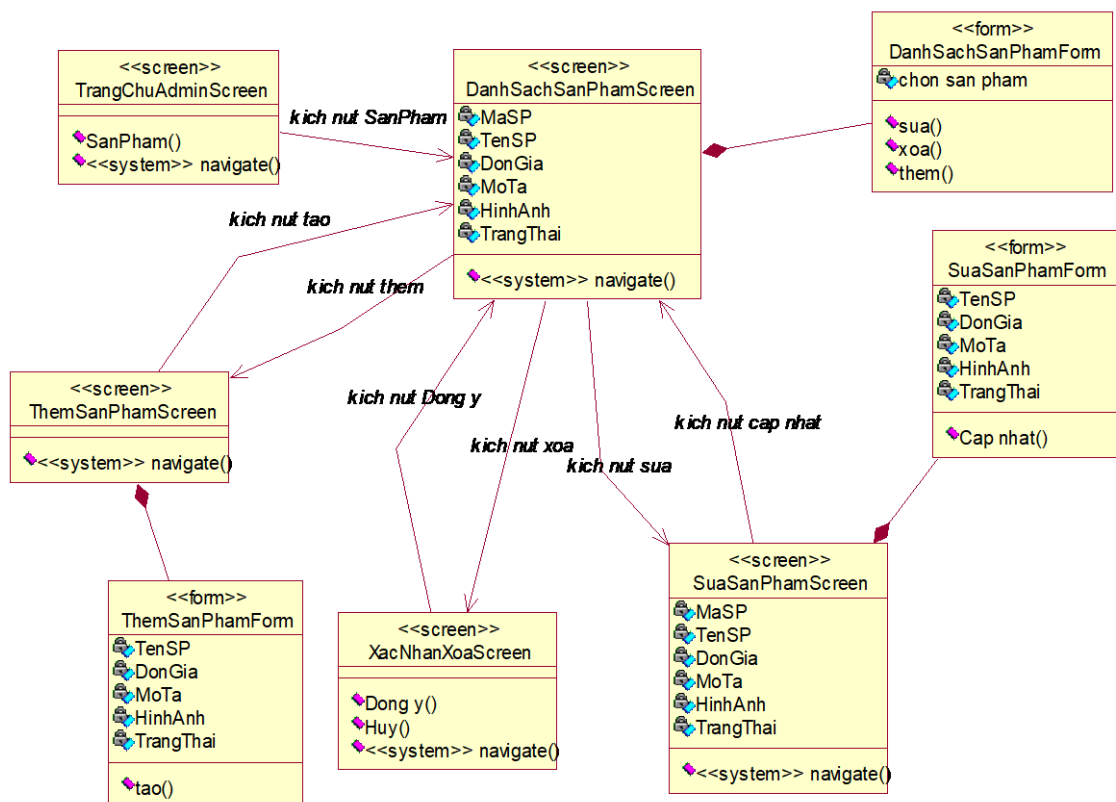 <<screen>>
TrangChuAdminScreen
SanPham()
<<system>> navigate()
kich nut SanPham
<<screen>>
DanhSachSanPhamScreen
MaSP
TenSP
DonGia
MoTa
HinhAnh
TrangThai
<<system>> navigate()
<<form>>
DanhSachSanPhamForm
chon san pham
sua()
xoa()
them()
kich nut tao
kich nut them
<<form>>
SuaSanPhamForm
TenSP
DonGia
MoTa
HinhAnh
TrangThai
Cap nhat()
<<screen>>
ThemSanPhamScreen
<<system>> navigate()
kich nut Dong y
kich nut xoa
kich nut sua
kich nut cap nhat
<<form>>
ThemSanPhamForm
TenSP
DonGia
MoTa
HinhAnh
TrangThai
tao()
<<screen>>
XacNhanXoaScreen
Dong y()
Huy()
<<system>> navigate()
<<screen>>
SuaSanPhamScreen
MaSP
TenSP
DonGia
MoTa
HinhAnh
TrangThai
<<system>> navigate()